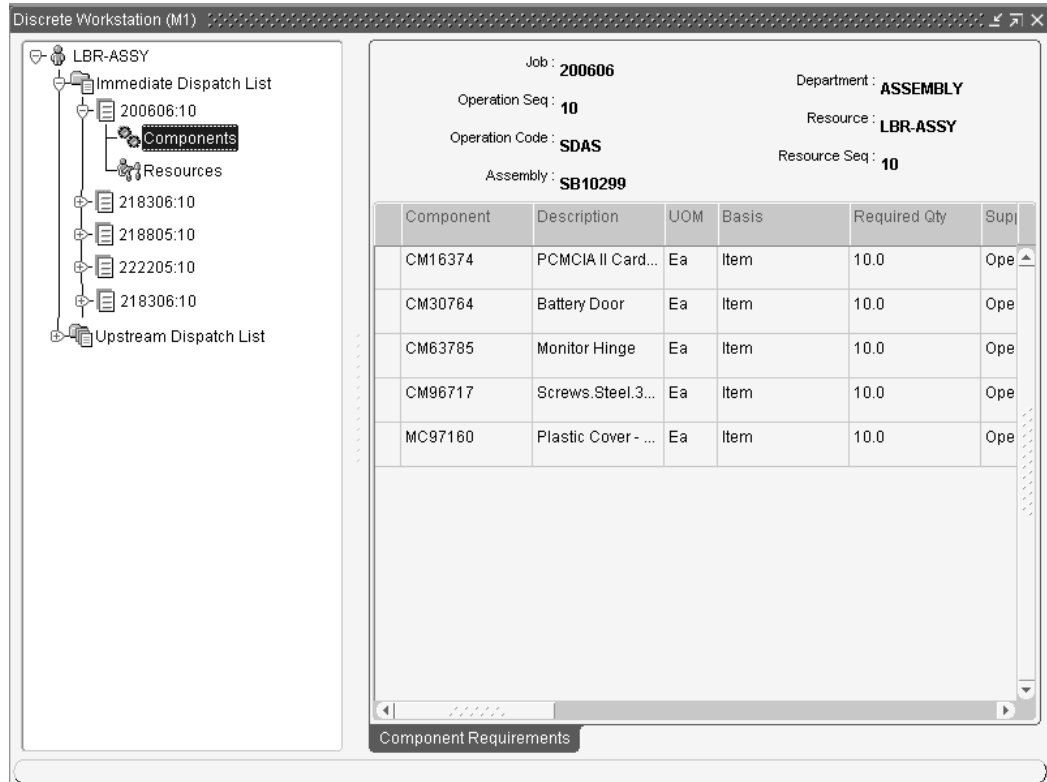 Discrete Workstation (M1)
LBR-ASSY
Immediate Dispatch List
200606:10
Components
Resources
218306:10
218805:10
222205:10
218306:10
Upstream Dispatch List
Job : 200606
Operation Seq : 10
Operation Code : SDAS
Assembly : SB10299
Department : ASSEMBLY
Resource : LBR-ASSY
Resource Seq : 10
Component Description UOM Basis Required Qty Supp
CM16374 PCMCIA II Card... Ea Item 10.0 Ope
CM30764 Battery Door Ea Item 10.0 Ope
CM63785 Monitor Hinge Ea Item 10.0 Ope
CM96717 Screws.Steel.3... Ea Item 10.0 Ope
MC97160 Plastic Cover - ... Ea Item 10.0 Ope
Component Requirements